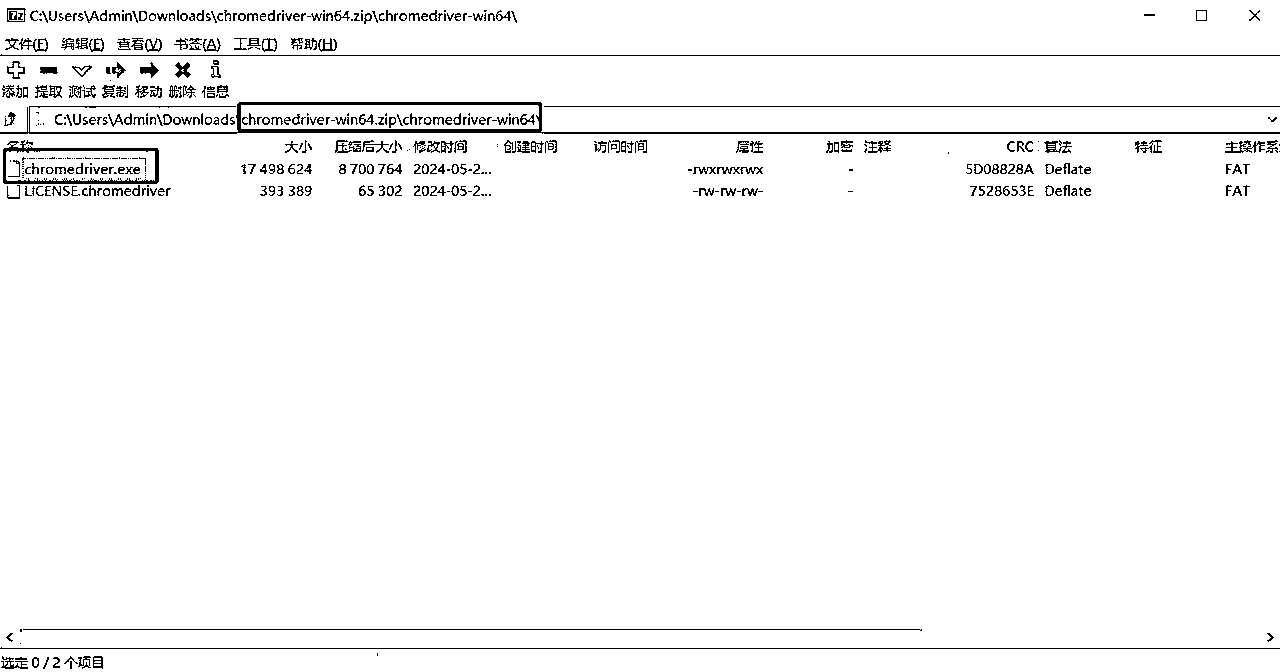 C:\Users\Admin\Downloads\chromedriver-win64.zip\chromedriver-win64\
文件(F) 编辑(E) 查看(V) 书签(A) 工具(T) 帮助(H)
添加 提取 测试 复制 移动 删除 信息
C:\Users\Admin\Downloads\chromedriver-win64.zip\chromedriver-win64\
名称 大小 压缩后大小 修改时间 创建时间 访问时间 属性 加密 注释 CRC 算法 特征 主操作系
chromedriver.exe 17 498 624 8 700 764 2024-05-2... -rwxrwxrwx - 5D08828A Deflate FAT
LICENSE.chromedriver 393 389 65 302 2024-05-2... -rw-rw-rw- - 7528653E Deflate FAT
选定 0 / 2 个项目